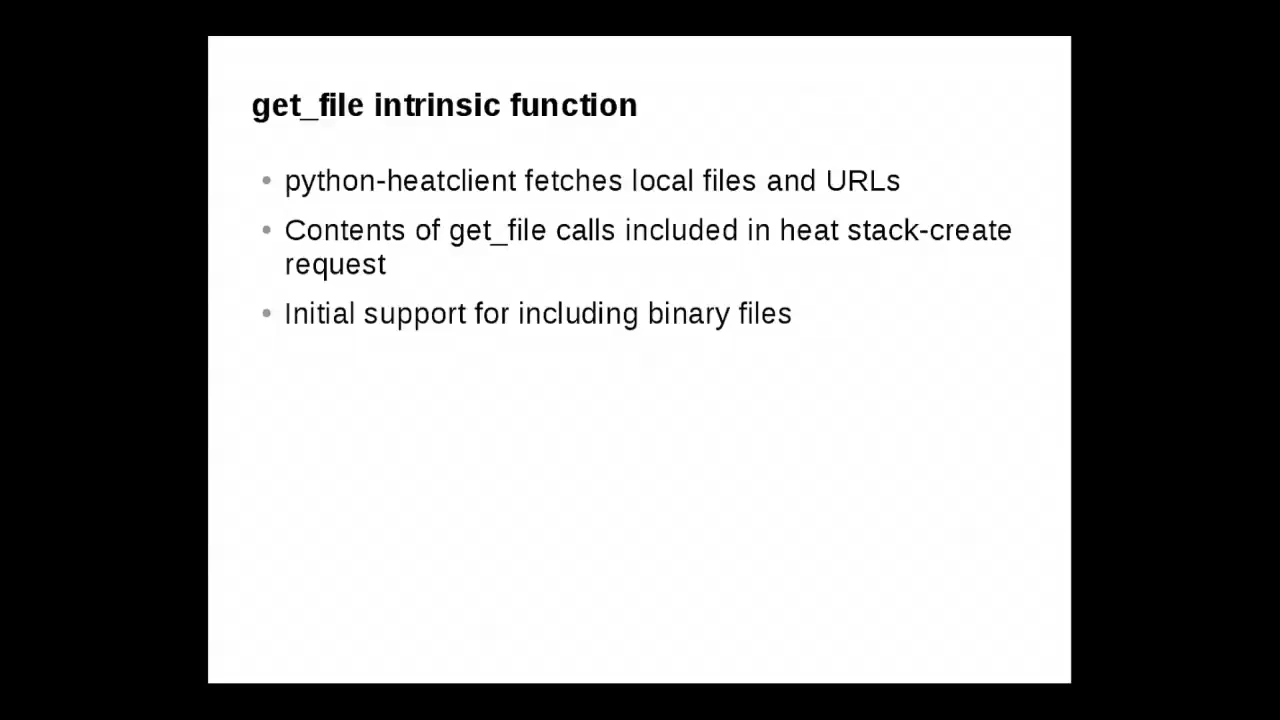 get_file intrinsic function
• python-heatclient fetches local files and URLs
• Contents of get_file calls included in heat stack-create
request
• Initial support for including binary files